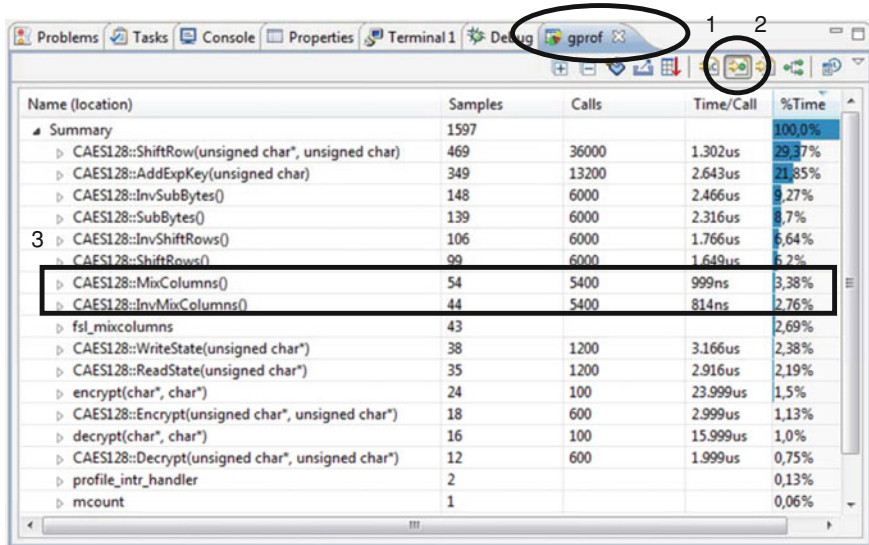 1 2
Problems Tasks Console Properties Terminal 1 Debug gprof
Name (location) Samples Calls Time/Call %Time
Summary 1597 100,0%
CAES128::ShiftRow(unsigned char*, unsigned char) 469 36000 1.302us 29,37%
CAES128::AddExpKey(unsigned char) 349 13200 2.643us 21,85%
CAES128::InvSubBytes() 148 6000 2.466us 9,27%
CAES128::SubBytes() 139 6000 2.316us 8,7%
3 CAES128::InvShiftRows() 106 6000 1.766us 6,64%
CAES128::ShiftRows() 99 6000 1.649us 6,2%
CAES128::MixColumns() 54 5400 999ns 3,38%
CAES128::InvMixColumns() 44 5400 814ns 2,76%
fsl_mixcolumns 43 2,69%
CAES128::WriteState(unsigned char*) 38 1200 3.166us 2,38%
CAES128::ReadState(unsigned char*) 35 1200 2.916us 2,19%
encrypt(char*, char*) 24 100 23.999us 1,5%
CAES128::Encrypt(unsigned char*, unsigned char*) 18 600 2.999us 1,13%
decrypt(char*, char*) 16 100 15.999us 1,0%
CAES128::Decrypt(unsigned char*, unsigned char*) 12 600 1.999us 0,75%
profile_intr_handler 2 0,13%
mcount 1 0,06%